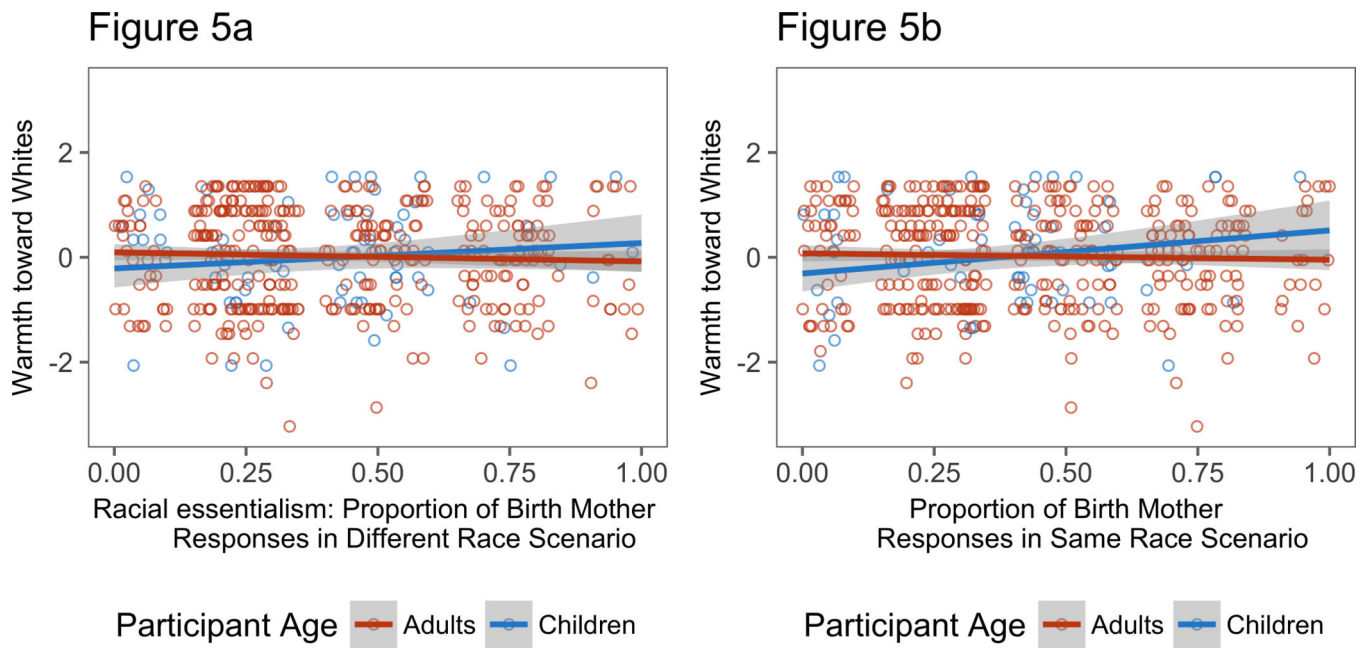 Figure 5a
Warmth toward Whites
2
0
-2
0.00 0.25 0.50 0.75 1.00
Racial essentialism: Proportion of Birth Mother
Responses in Different Race Scenario
Participant Age Adults Children
Figure 5b
Warmth toward Whites
2
0
-2
0.00 0.25 0.50 0.75 1.00
Proportion of Birth Mother
Responses in Same Race Scenario
Participant Age Adults Children